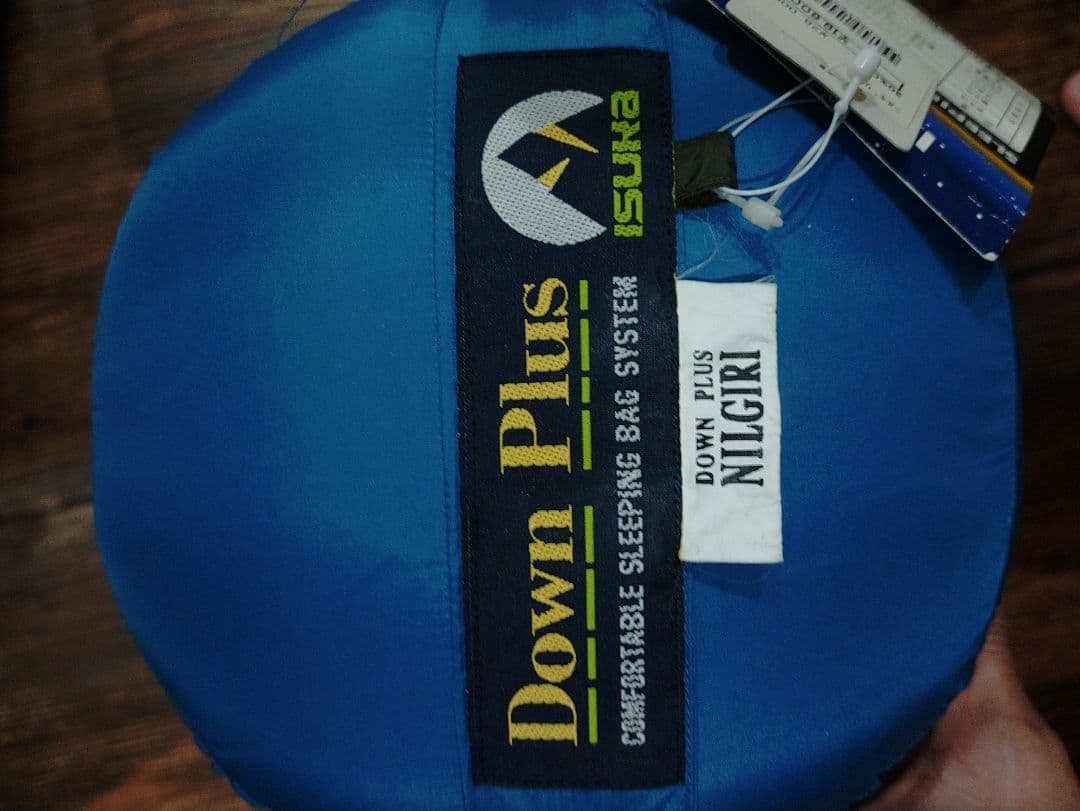 ISUKA
Down Plus
COMFORTABLE SLEEPING BAG SYSTEM
DOWN PLUS
NILGIRI